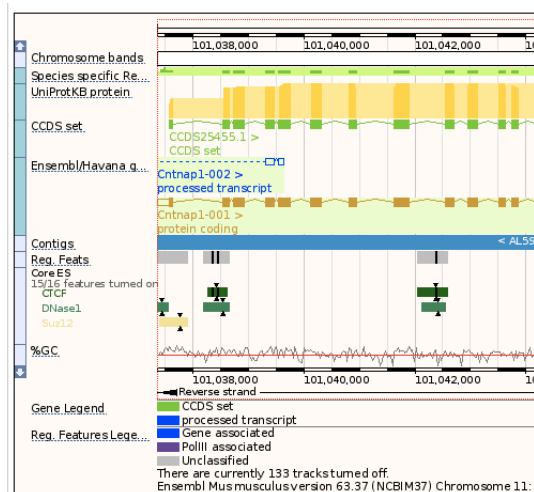 101,038,000 101,040,000 101,042,000
Chromosome bands
Species specific Re...
UniProtKB protein
CCDS set
CCDS25455.1 >
CCDS set
Ensembl/Havana g...
Cntnap1-002 >
processed transcript
Cntnap1-001 >
protein coding
Contigs
< AL59
Reg. Feats
Core ES
15/16 features turned on
CTCF
DNase1
Suz12
%GC
101,038,000 101,040,000 101,042,000
Reverse strand
Gene Legend
CCDS set
processed transcript
Reg. Features Lege...
Gene associated
PolIII associated
Unclassified
There are currently 133 tracks turned off.
Ensembl Mus musculus version 63.37 (NCBIM37) Chromosome 11: